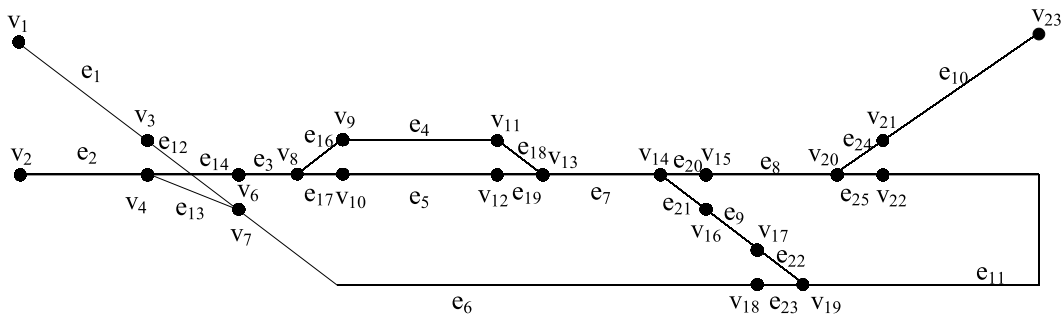 v₁ v₂₃
e₁ e₁₀
v₃ v₉ e₄ v₁₁ v₂₁
e₁₂ e₁₆ e₁₈ e₂₄
v₂ e₂ e₁₄ e₃ v₈ v₁₃ v₁₄ e₂₀ v₁₅ e₈ v₂₀
v₄ e₁₃ v₆ e₁₇ v₁₀ e₅ v₁₂ e₁₉ e₇ e₂₁ e₉ e₂₅ v₂₂
v₇ v₁₆ v₁₇
e₂₂ e₁₁
e₆ v₁₈ e₂₃ v₁₉